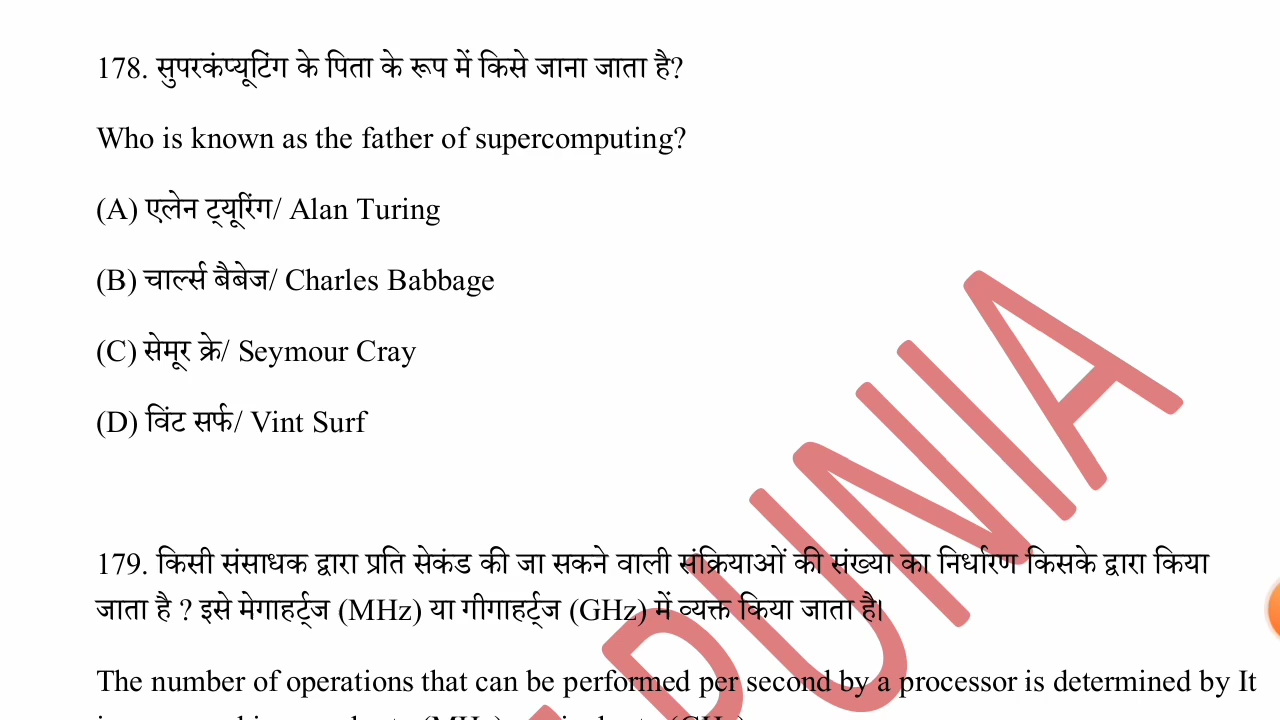 178. सुपरकंप्यूटिंग के पिता के रूप में किसे जाना जाता है?
Who is known as the father of supercomputing?
(A) एलेन ट्यूरिंग/ Alan Turing
(B) चार्ल्स बैबेज/ Charles Babbage
(C) सेमूर क्रे/ Seymour Cray
(D) विंट सर्फ/ Vint Surf
179. किसी संसाधक द्वारा प्रति सेकंड की जा सकने वाली संक्रियाओं की संख्या का निर्धारण किसके द्वारा किया
जाता है ? इसे मेगाहर्ट्ज (MHz) या गीगाहर्ट्ज (GHz) में व्यक्त किया जाता है।
The number of operations that can be performed per second by a processor is determined by It
PUNIA